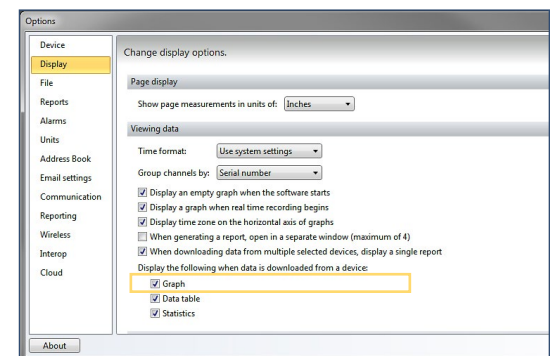 Options
Device
Display
File
Reports
Alarms
Units
Address Book
Email settings
Communication
Reporting
Wireless
Interop
Cloud
About
Change display options.
Page display
Show page measurements in units of: Inches
Viewing data
Time format: Use system settings
Group channels by: Serial number
Display an empty graph when the software starts
Display a graph when real time recording begins
Display time zone on the horizontal axis of graphs
When generating a report, open in a separate window (maximum of 4)
When downloading data from multiple selected devices, display a single report
Display the following when data is downloaded from a device:
Graph
Data table
Statistics